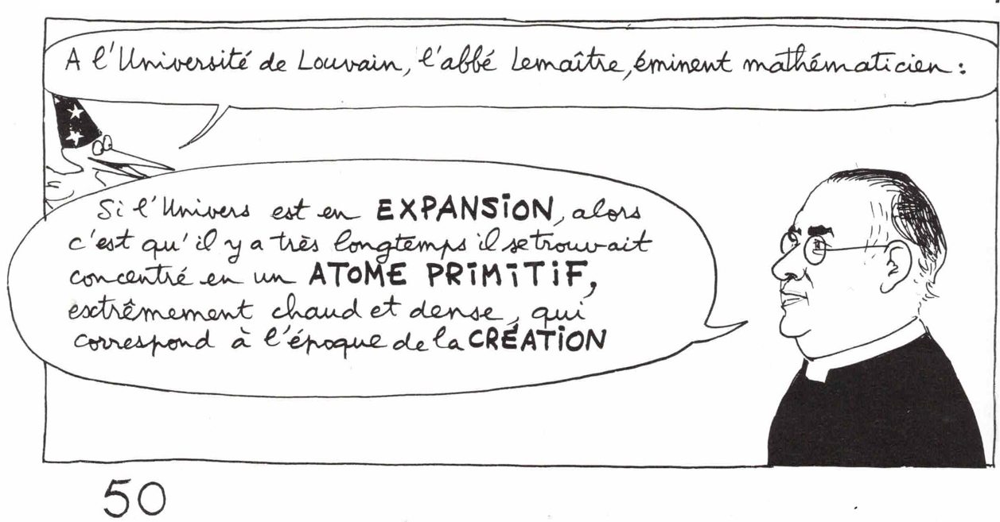 A l'Université de Louvain, l'abbé Lemaître, éminent mathématicien :
Si l'Univers est en EXPANSION, alors
c'est qu'il y a très longtemps il se trouvait
concentré en un ATOME PRIMITIF,
extrêmement chaud et dense, qui
correspond à l'époque de la CRÉATION
50